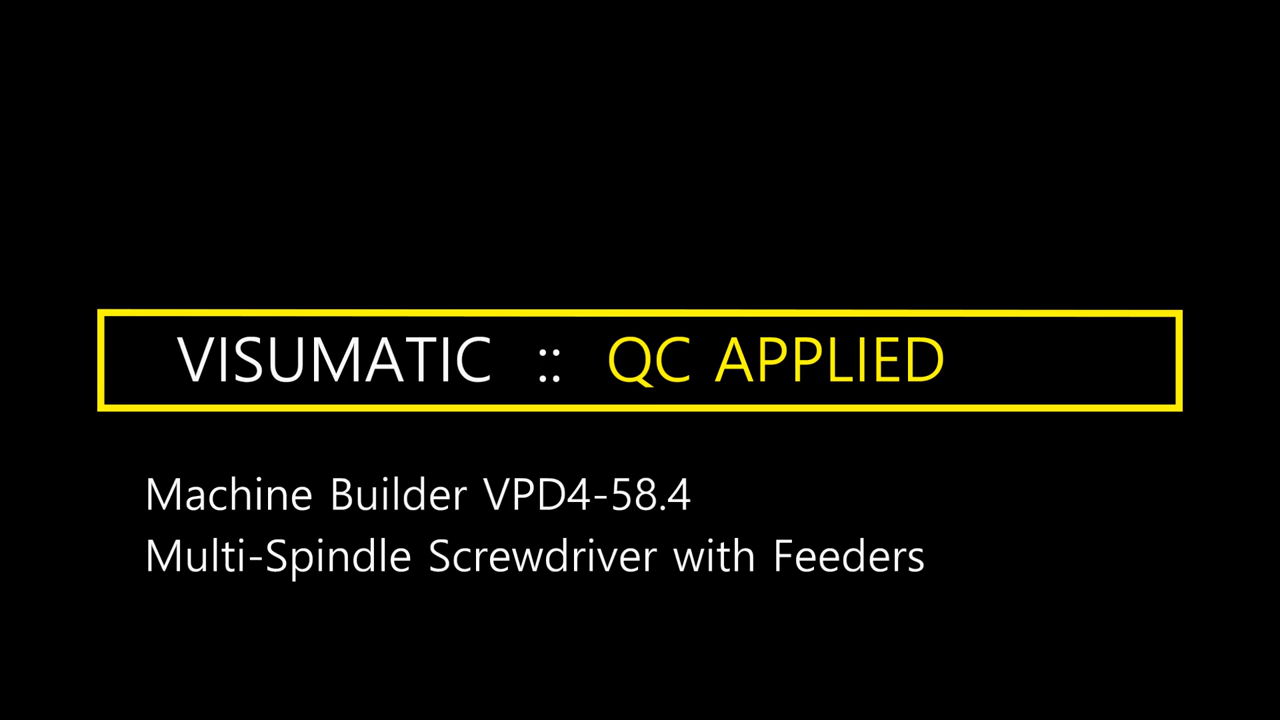 VISUMATIC :: QC APPLIED
Machine Builder VPD4-58.4
Multi-Spindle Screwdriver with Feeders